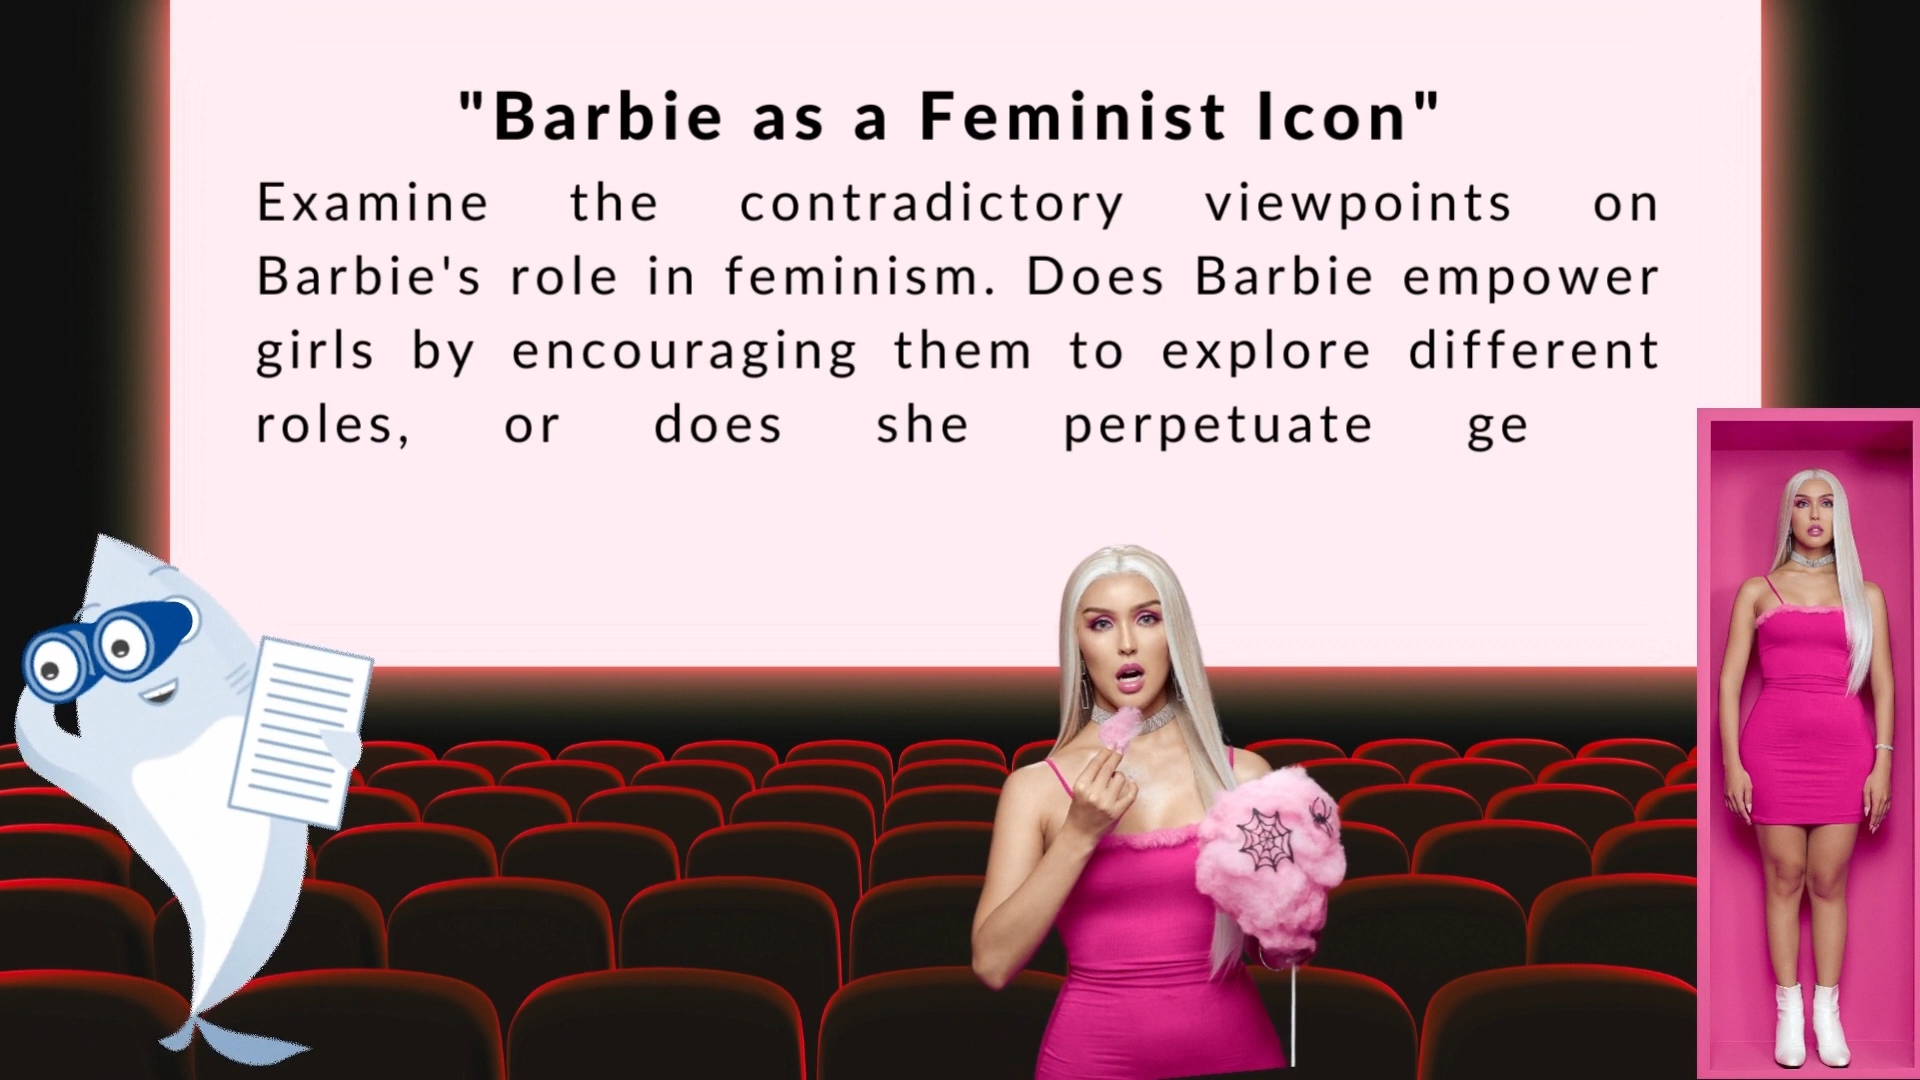 "Barbie as a Feminist Icon"
Examine the contradictory viewpoints on
Barbie's role in feminism. Does Barbie empower
girls by encouraging them to explore different
roles, or does she perpetuate ge